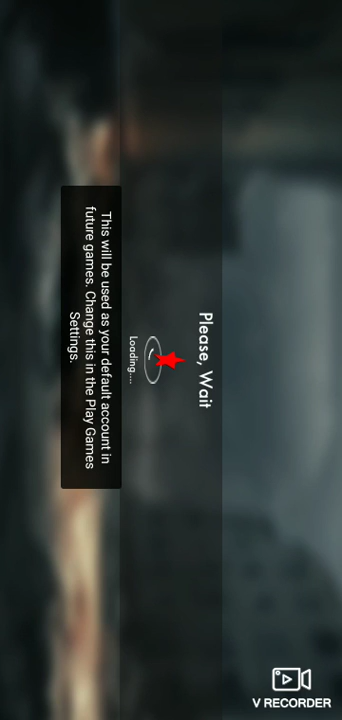 Please, Wait
Loading....
This will be used as your default account in
future games. Change this in the Play Games
Settings.
V RECORDER